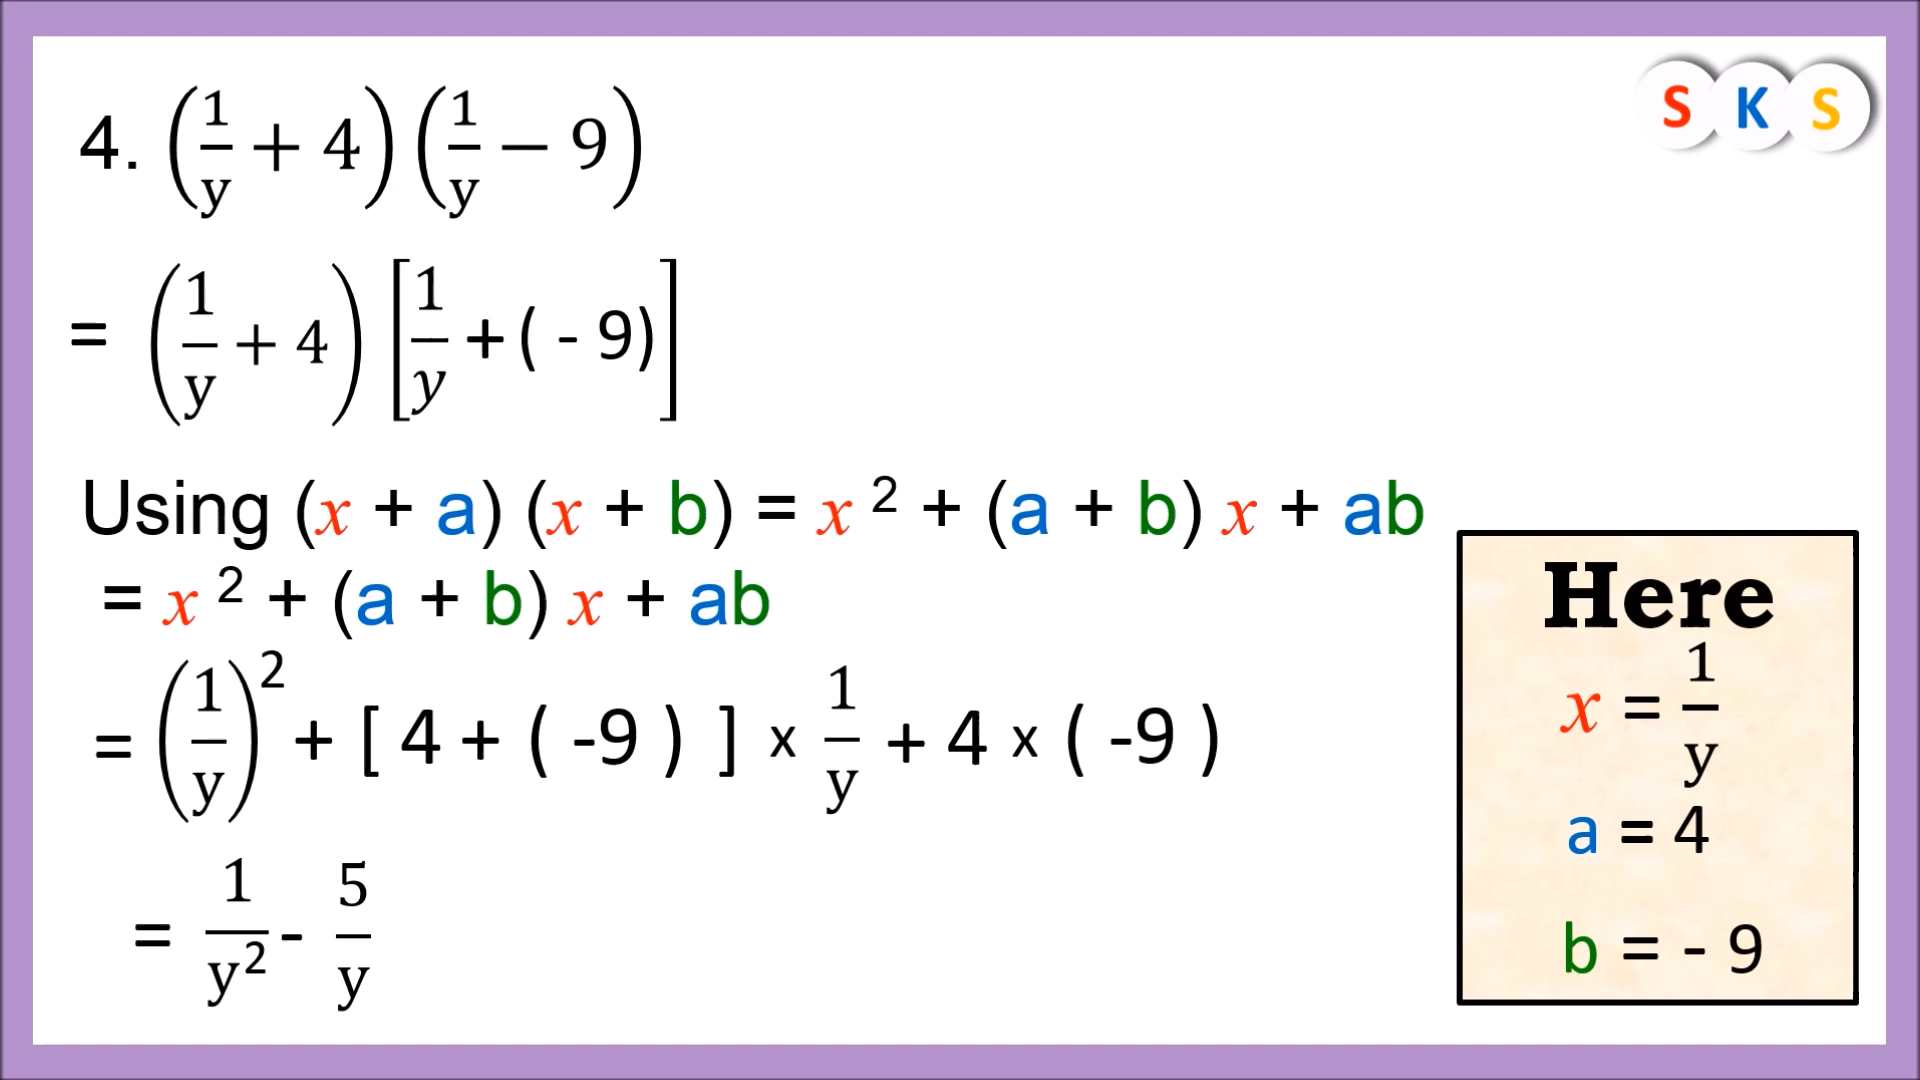 S K S
4. (1/y + 4) (1/y − 9)
= (1/y + 4) [1/y + ( - 9)]
Using (x + a) (x + b) = x ² + (a + b) x + ab
= x ² + (a + b) x + ab
= (1/y)² + [ 4 + ( -9 ) ] x 1/y + 4 x ( -9 )
= 1/y² - 5/y
Here
x = 1/y
a = 4
b = - 9